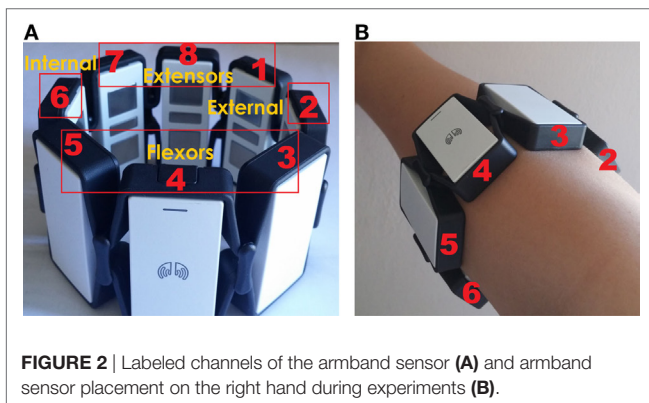 A
Internal
7
8
1
Extensors
6
External
2
5
Flexors
3
4
B
3
2
4
5
6
FIGURE 2 | Labeled channels of the armband sensor (A) and armband
sensor placement on the right hand during experiments (B).